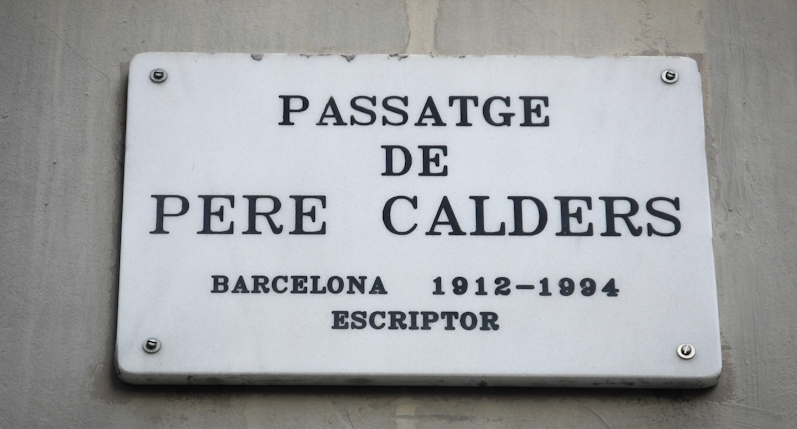 PASSATGE
DE
PERE CALDERS
BARCELONA 1912-1994
ESCRIPTOR